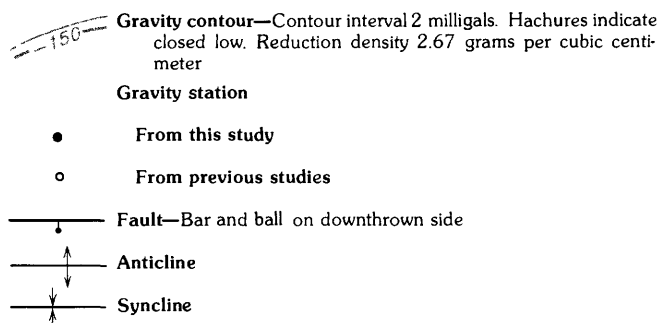 -150- Gravity contour—Contour interval 2 milligals. Hachures indicate
closed low. Reduction density 2.67 grams per cubic centi-
meter
Gravity station
From this study
From previous studies
Fault—Bar and ball on downthrown side
Anticline
Syncline